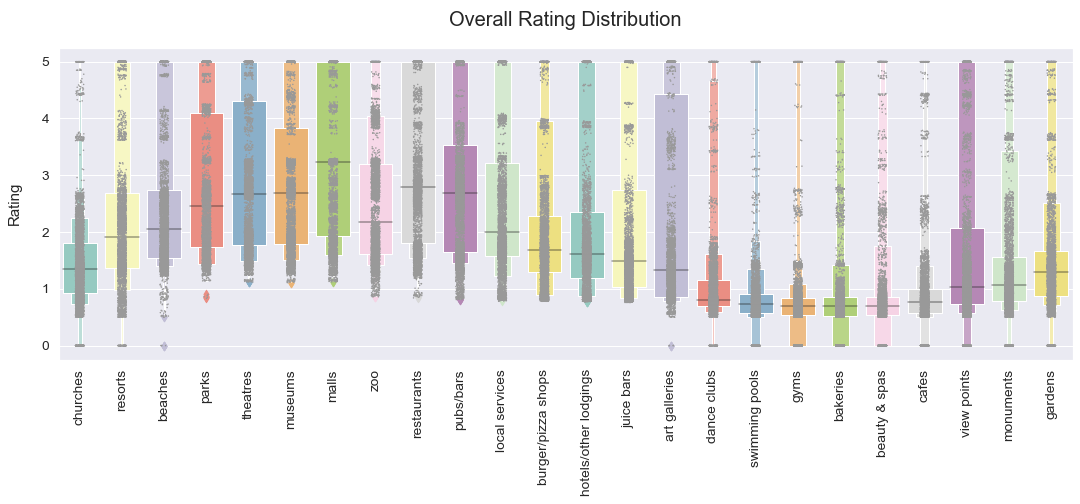 Overall Rating Distribution
Rating
5
4
3
2
1
0
churches
resorts
beaches
parks
theatres
museums
malls
zoo
restaurants
pubs/bars
local services
burger/pizza shops
hotels/other lodgings
juice bars
art galleries
dance clubs
swimming pools
gyms
bakeries
beauty & spas
cafes
view points
monuments
gardens